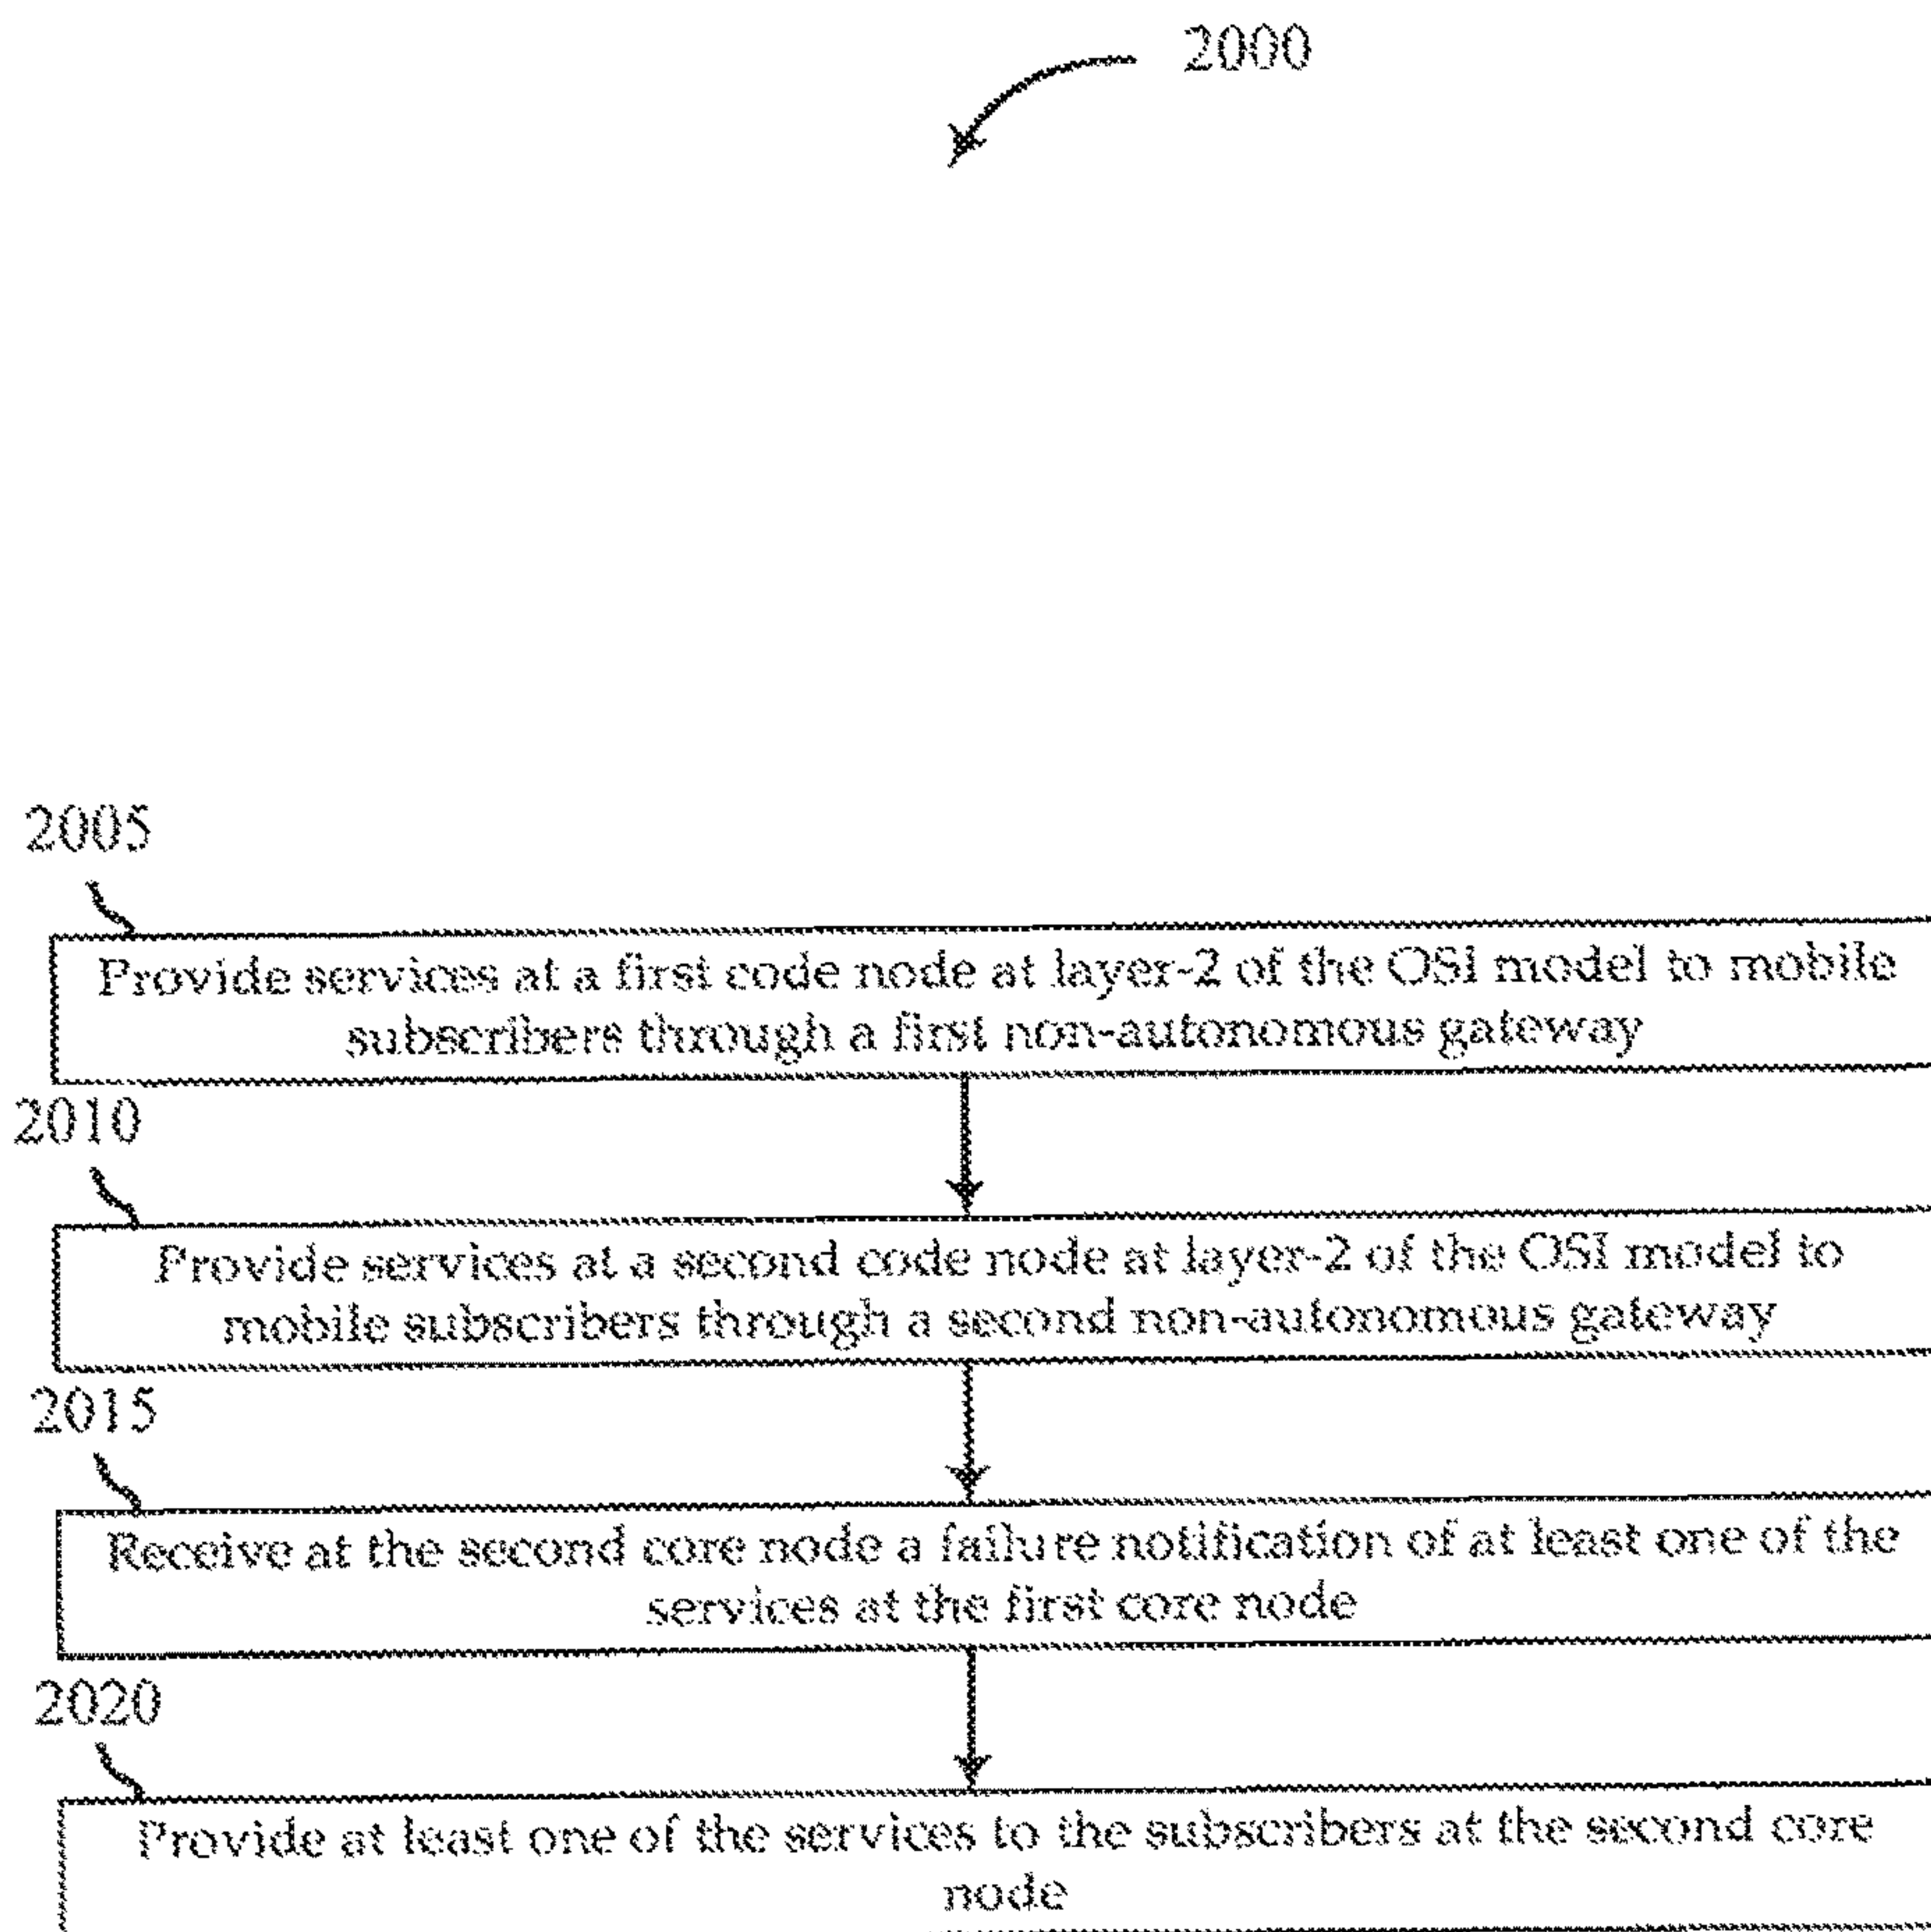 2000
2005
Provide services at a first code node at layer-2 of the OSI model to mobile
subscribers through a first non-autonomous gateway
2010
Provide services at a second code node at layer-2 of the OSI model to
mobile subscribers through a second non-autonomous gateway
2015
Receive at the second core node a failure notification of at least one of the
services at the first core node
2020
Provide at least one of the services to the subscribers at the second core
node